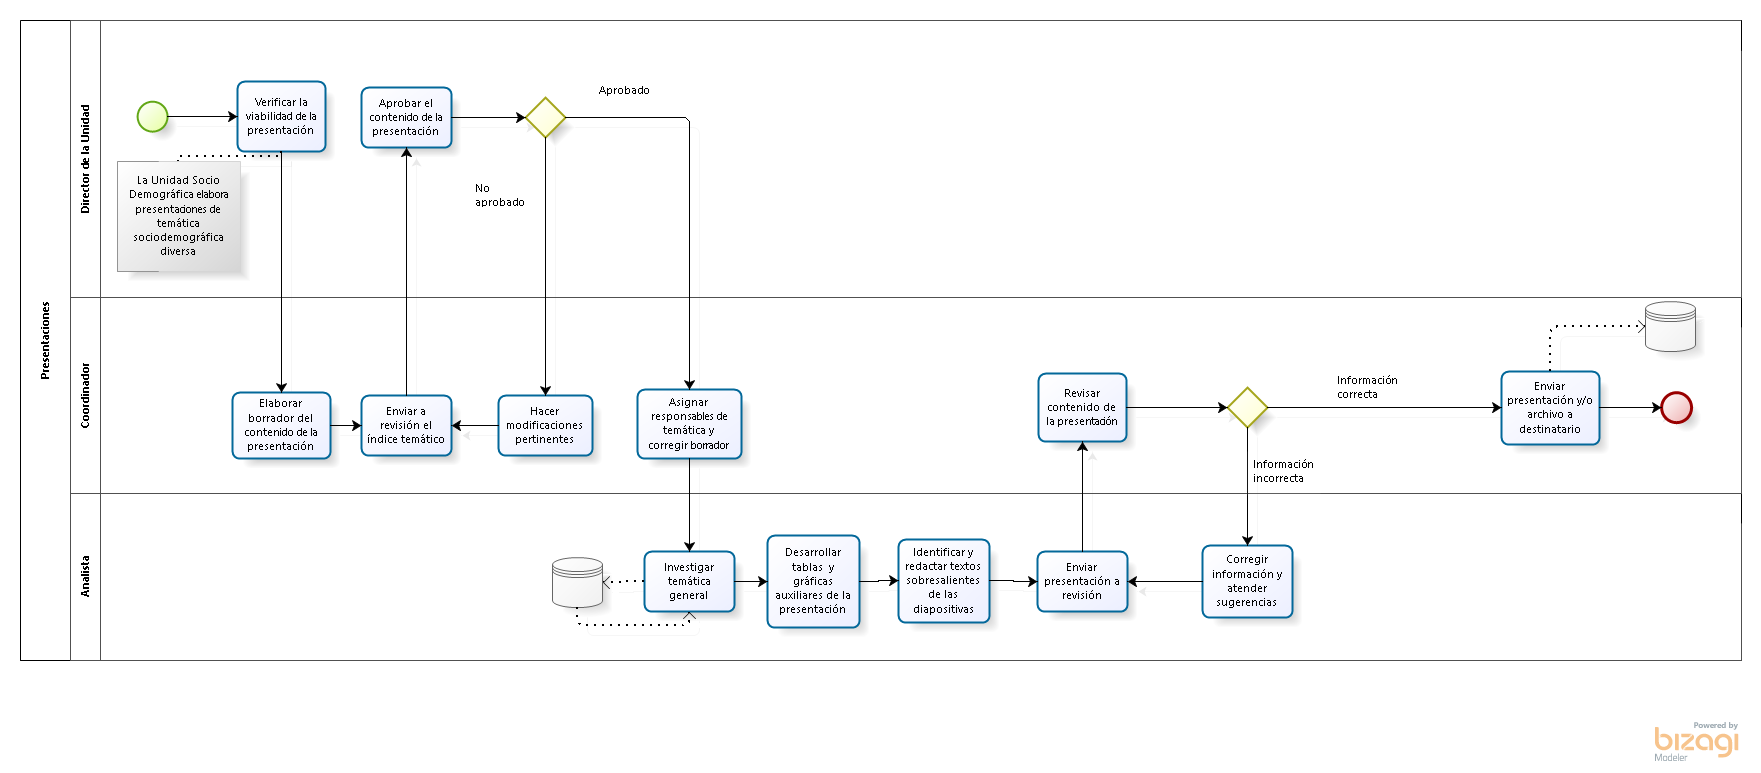 Presentaciones
Director de la Unidad
Verificar la
viabilidad de la
presentación
La Unidad Socio
Demográfica elabora
presentaciones de
temática
sociodemográfica
diversa
Aprobar el
contenido de la
presentación
Aprobado
No
aprobado
Coordinador
Elaborar
borrador del
contenido de la
presentación
Enviar a
revisión el
índice temático
Hacer
modificaciones
pertinentes
Asignar
responsables de
temática y
corregir borrador
Revisar
contenido de
la presentación
Información
correcta
Información
incorrecta
Enviar
presentación y/o
archivo a
destinatario
Analista
Investigar
temática
general
Desarrollar
tablas y
gráficas
auxiliares de la
presentación
Identificar y
redactar textos
sobresalientes
de las
diapositivas
Enviar
presentación a
revisión
Corregir
información y
atender
sugerencias
Powered by
bizagi
Modeler